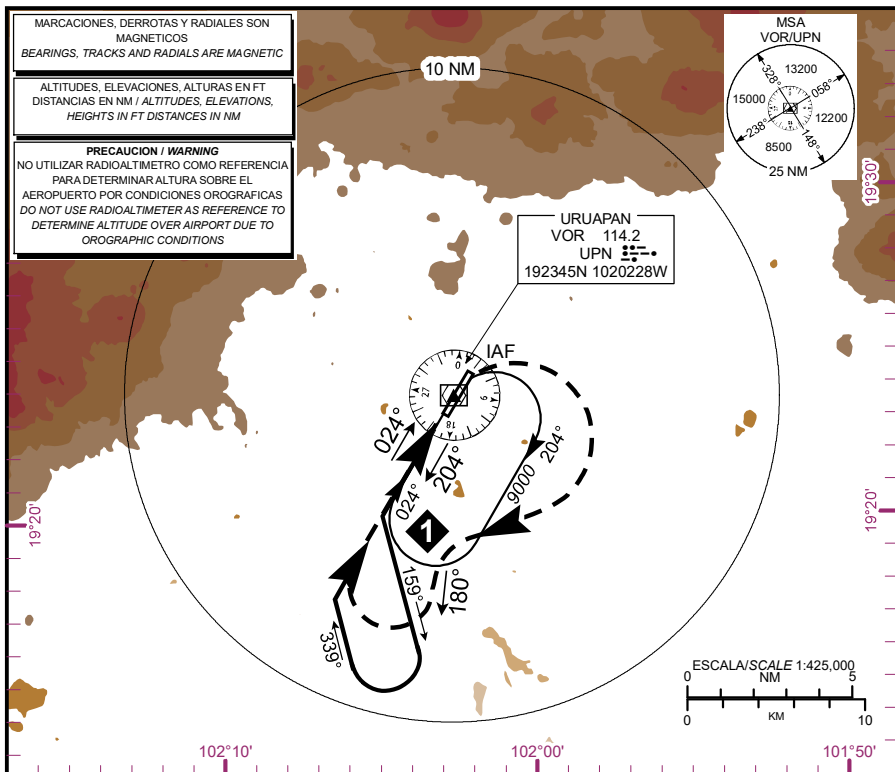 MARCACIONES, DERROTAS Y RADIALES SON
MAGNETICOS
BEARINGS, TRACKS AND RADIALS ARE MAGNETIC
ALTITUDES, ELEVACIONES, ALTURAS EN FT
DISTANCIAS EN NM / ALTITUDES, ELEVATIONS,
HEIGHTS IN FT DISTANCES IN NM
PRECAUCION / WARNING
NO UTILIZAR RADIOALTIMETRO COMO REFERENCIA
PARA DETERMINAR ALTURA SOBRE EL
AEROPUERTO POR CONDICIONES OROGRAFICAS
DO NOT USE RADIOALTIMETER AS REFERENCE TO
DETERMINE ALTITUDE OVER AIRPORT DUE TO
OROGRAPHIC CONDITIONS
10 NM
MSA
VOR/UPN
328°
13200
058°
15000
12200
238°
148°
8500
25 NM
19°30'
URUAPAN
VOR 114.2
UPN
192345N 1020228W
IAF
0
27
9
18
024°
204°
204°
9000
024°
1
19°20'
19°20'
159°
180°
339°
ESCALA/SCALE 1:425,000
0 NM 5
0 KM 10
102°10'
102°00'
101°50'